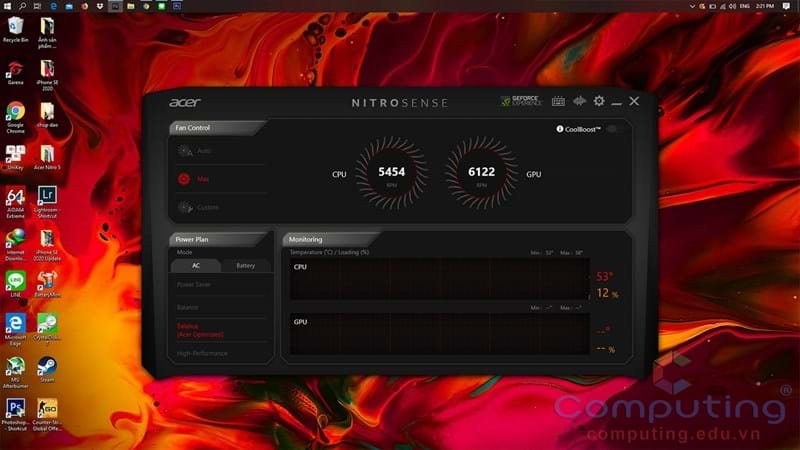 ENG 2:21 PM
Recycle Bin
Ảnh sản phẩm ...
Garena
iPhone SE 2020
Google Chrome
chup dao
UniKey
Acer Nitro 5
AIDA64 Extreme
Lightroom - Shortcut
Internet Downlo...
iPhone SE 2020 Update
LINE
BatteryMon
Microsoft Edge
CrystalDiskI...
MSI Afterburner
Steam
Photoshop... - Shortcut
Counter-Str... Global Offe...
acer
NITROSENSE
GEFORCE EXPERIENCE
Fan Control
CoolBoost™
Auto
Max
Custom
CPU
5454
RPM
6122
RPM
GPU
Power Plan
Mode
AC
Battery
Power Saver
Balance
Balance
(Acer Optimized)
High-Performance
Monitoring
Temperature (°C) / Loading (%)
Min : 53° Max : 58°
CPU
53°
12 %
Min : --° Max : --°
GPU
--°
-- %
Computing®
computing.edu.vn